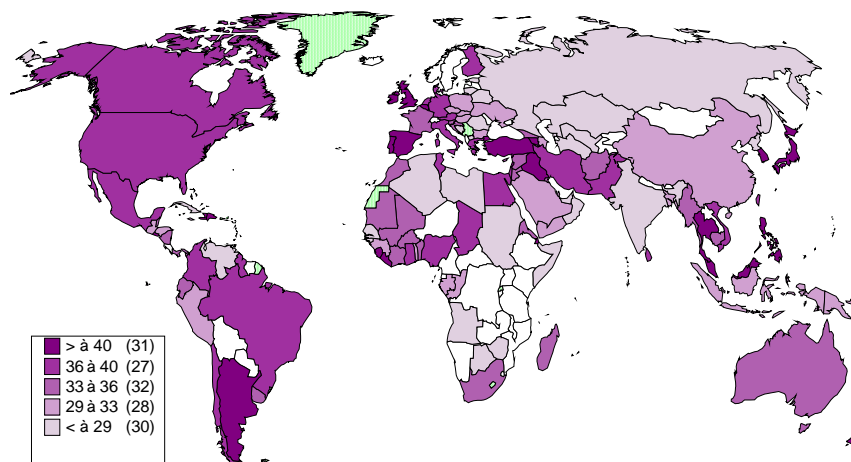 > à 40 (31)
36 à 40 (27)
33 à 36 (32)
29 à 33 (28)
< à 29 (30)